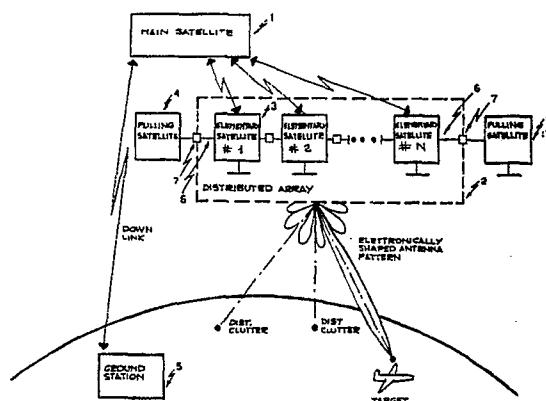 1
MAIN SATELLITE
4
PULLING
SATELLITE
3
ELEMENTARY
SATELLITE
# 1
ELEMENTARY
SATELLITE
# 2
ELEMENTARY
SATELLITE
# N
6
7
PULLING
SATELLITE
7
6
DISTRIBUTED ARRAY
2
DOWN
LINK
ELECTRONICALLY
SHAPED ANTENNA
PATTERN
DIST.
CLUTTER
DIST.
CLUTTER
GROUND
STATION
5
TARGET